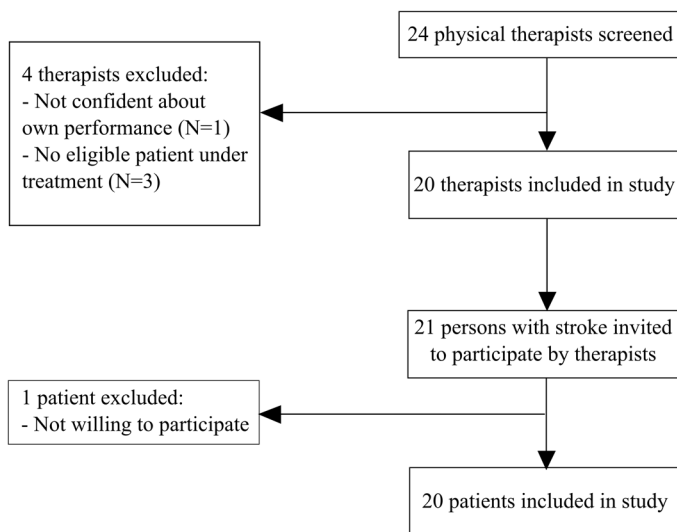 24 physical therapists screened
4 therapists excluded:
- Not confident about
own performance (N=1)
- No eligible patient under
treatment (N=3)
20 therapists included in study
21 persons with stroke invited
to participate by therapists
1 patient excluded:
- Not willing to participate
20 patients included in study